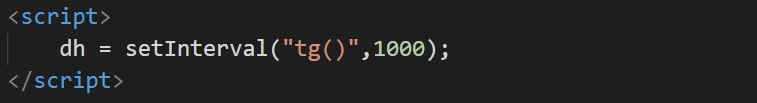 <script>
dh = setInterval("tg()",1000);
</script>